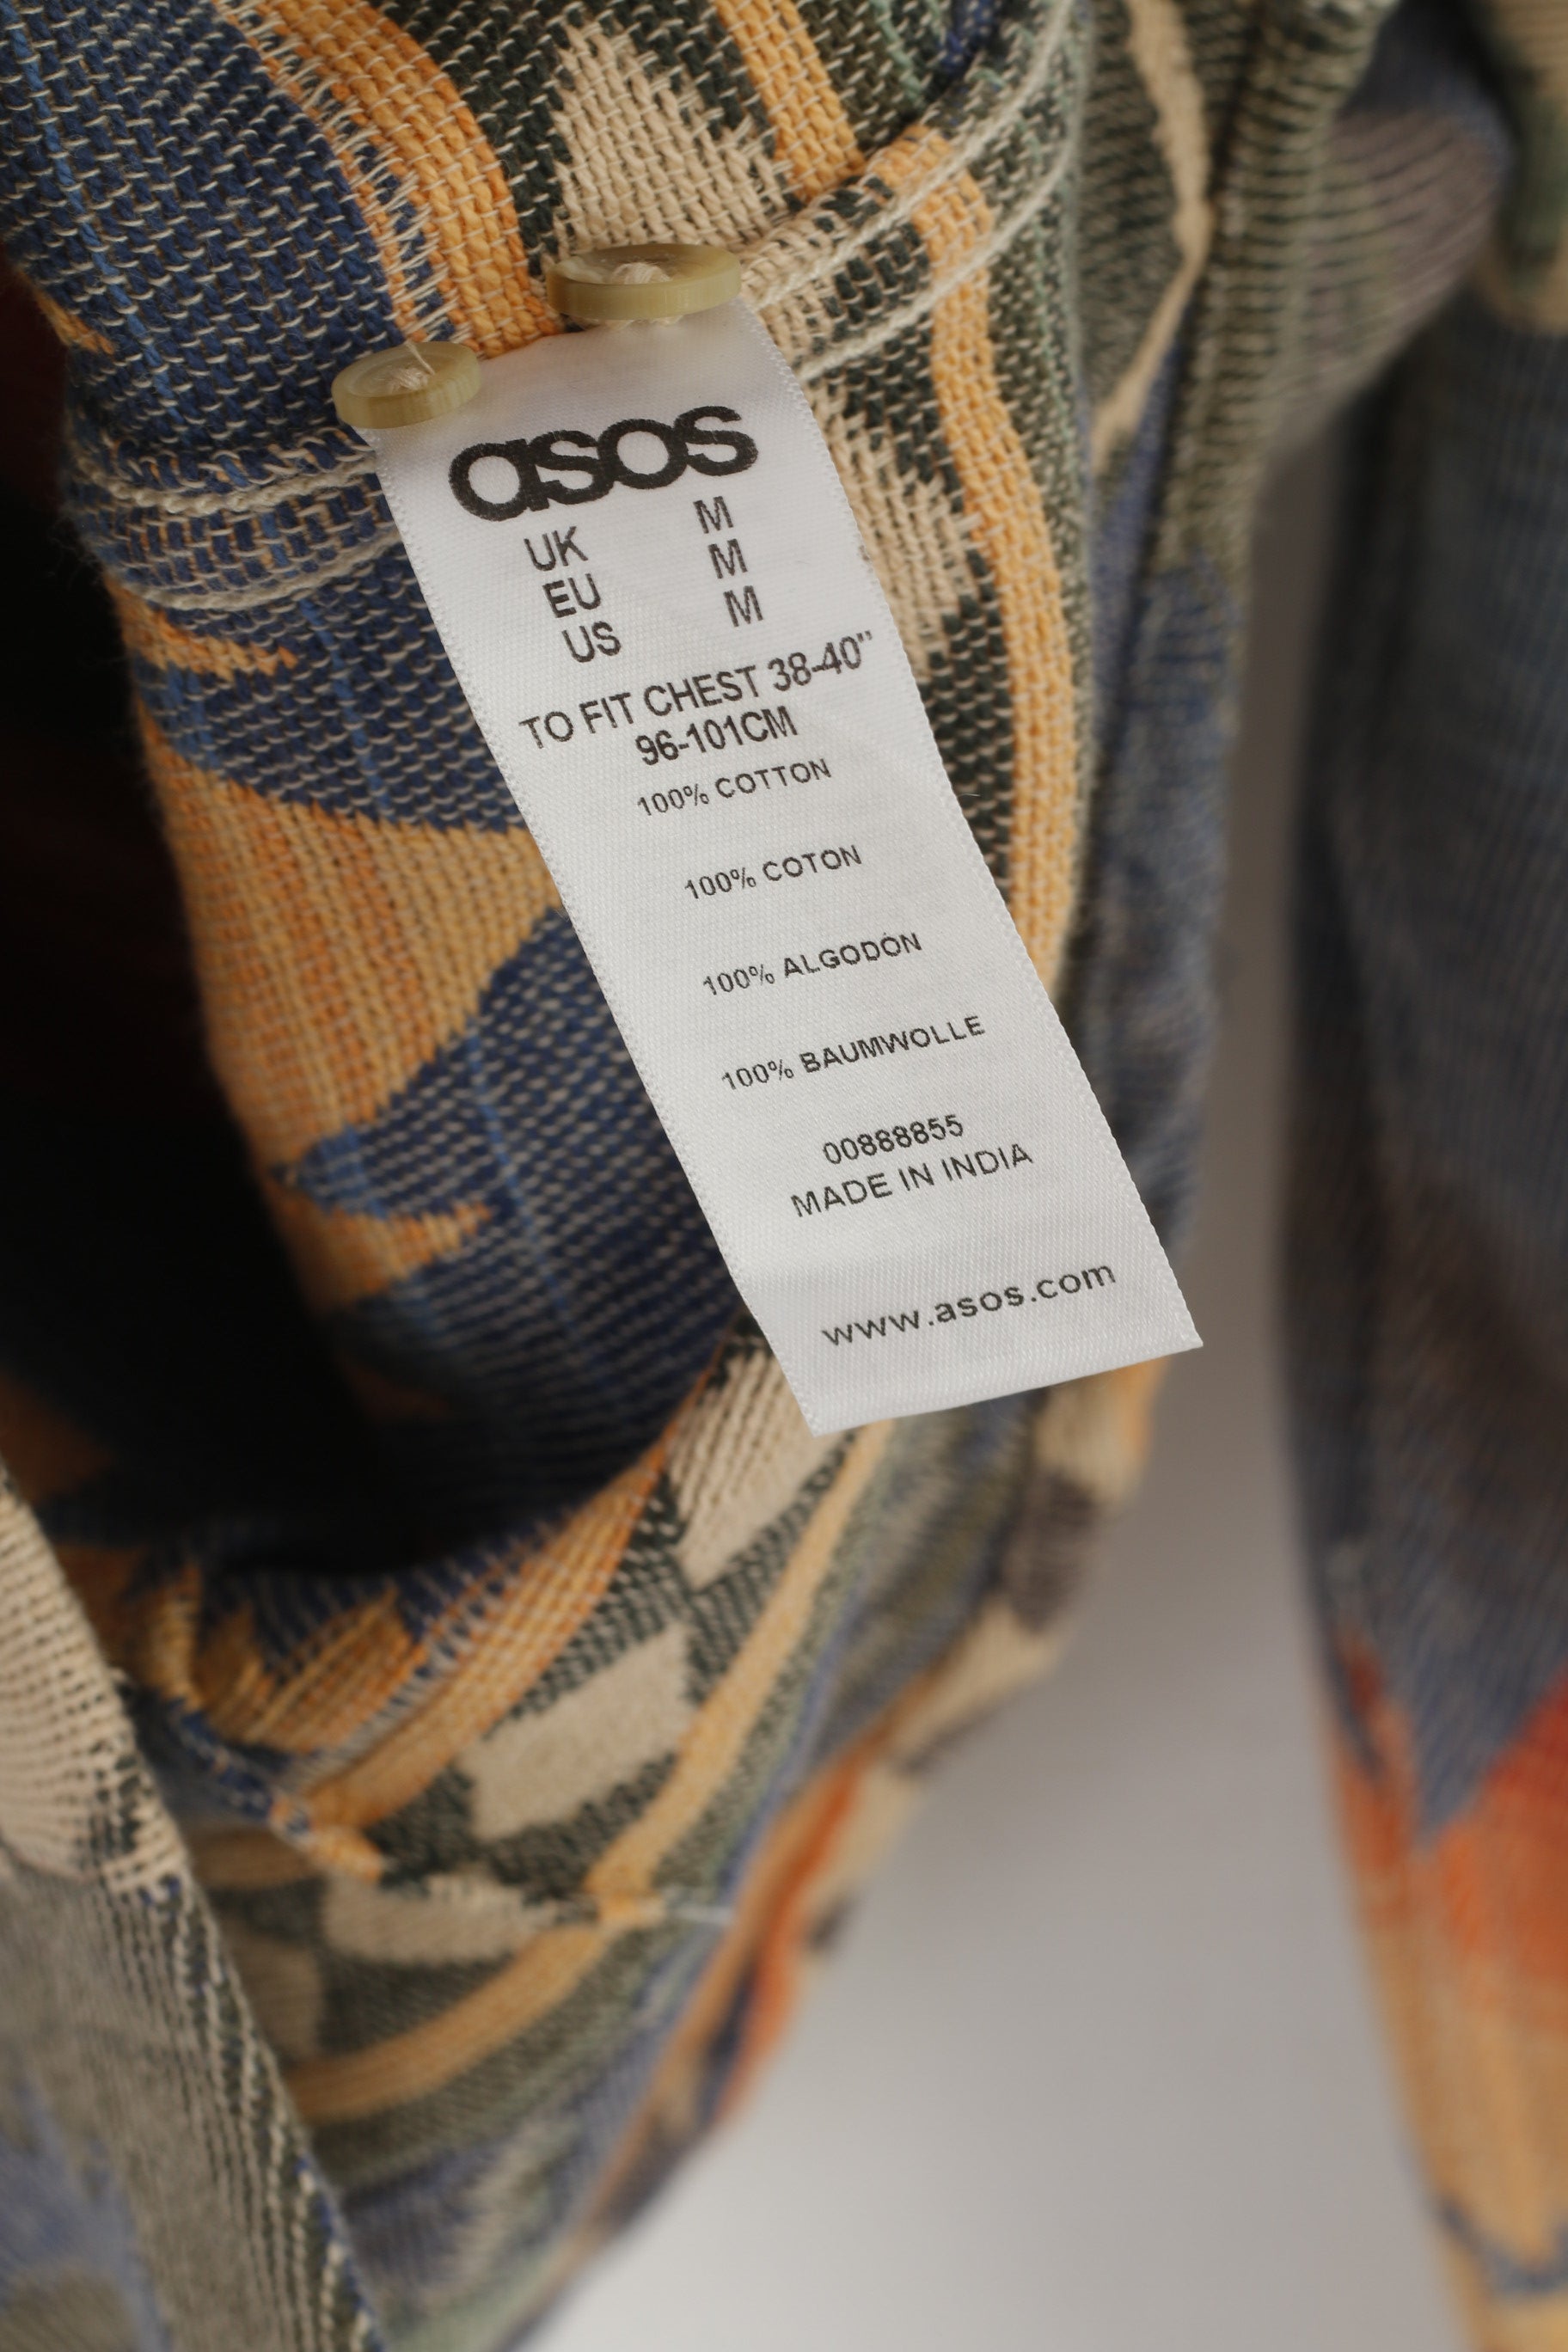 asos
UK M
EU M
US M
TO FIT CHEST 38-40"
96-101CM
100% COTTON
100% COTON
100% ALGODÓN
100% BAUMWOLLE
00888855
MADE IN INDIA
www.asos.com